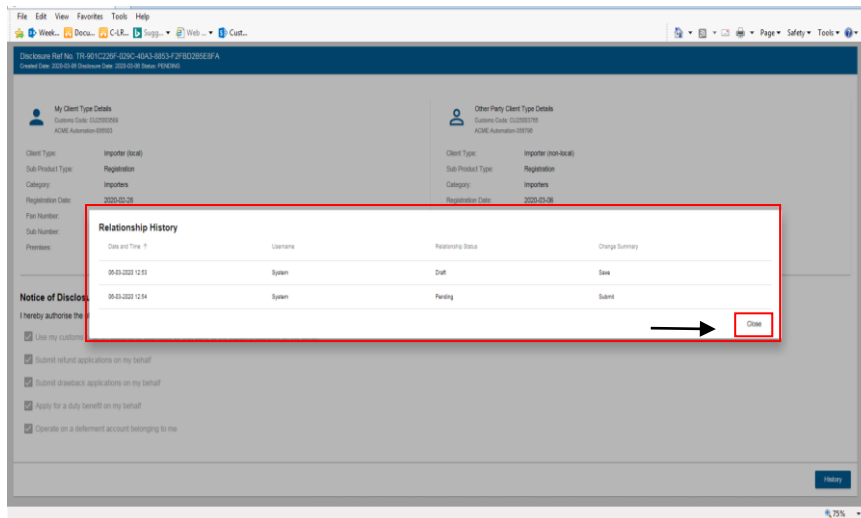 File Edit View Favorites Tools Help
Week... Docu... C-LR... Sugg... Web ... Cust... Page Safety Tools
Disclosure Ref No. TR-901C226F-029C-40A3-8853-F2FBD2B5E8FA
Created Date: 2020-03-06 Disclosure Date: 2020-03-06 Status: PENDING
My Client Type Details
Customs Code:
ACME Automation
Other Party Client Type Details
Customs Code:
ACME Automation
Client Type: Importer (local) Client Type: Importer (non-local)
Sub Product Type: Registration Sub Product Type: Registration
Category: Importers Category: Importers
Registration Date: 2020-02-28 Registration Date: 2020-03-06
Fan Number:
Sub Number:
Premises:
Relationship History
Date and Time Username Relationship Status Change Summary
06-03-2020 12:53 System Draft Save
06-03-2020 12:54 System Pending Submit
Close
Notice of Disclosu
I hereby authorise the
Use my customs
Submit refund applications on my behalf
Submit drawback applications on my behalf
Apply for a duty benefit on my behalf
Operate on a deferment account belonging to me
History
75%